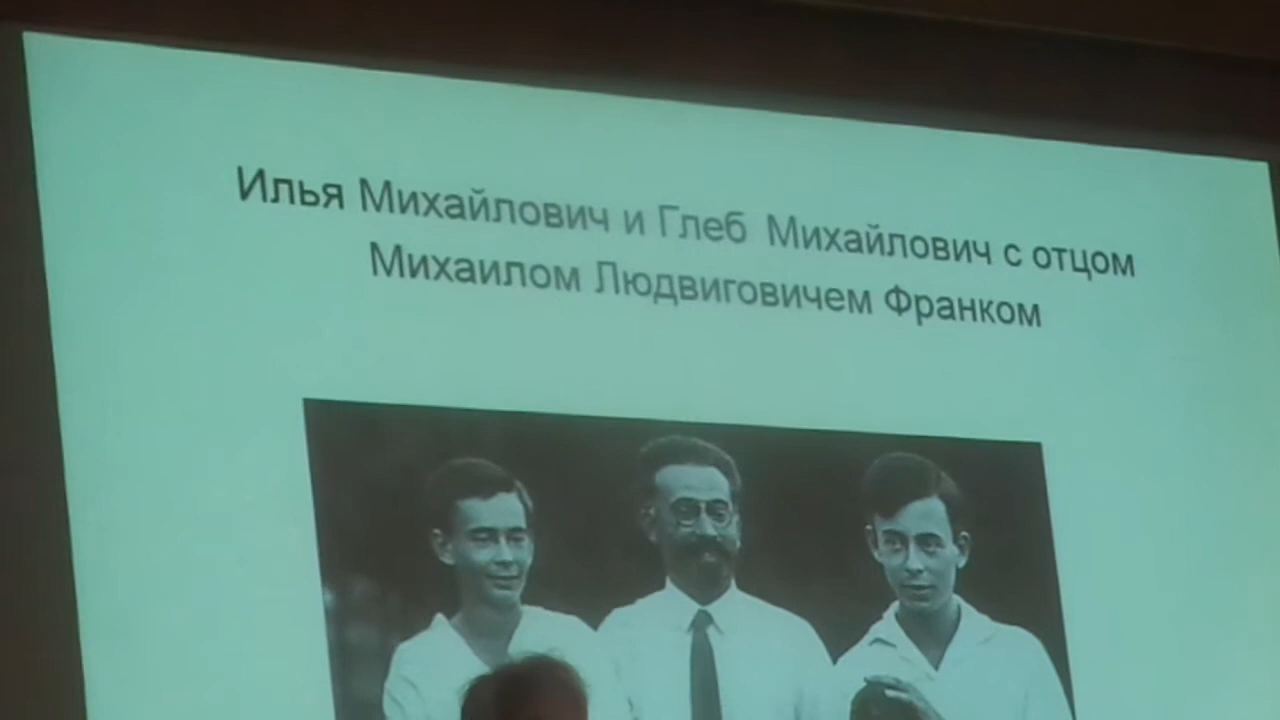 Илья Михайлович и Глеб Михайлович с отцом
Михаилом Людвиговичем Франком